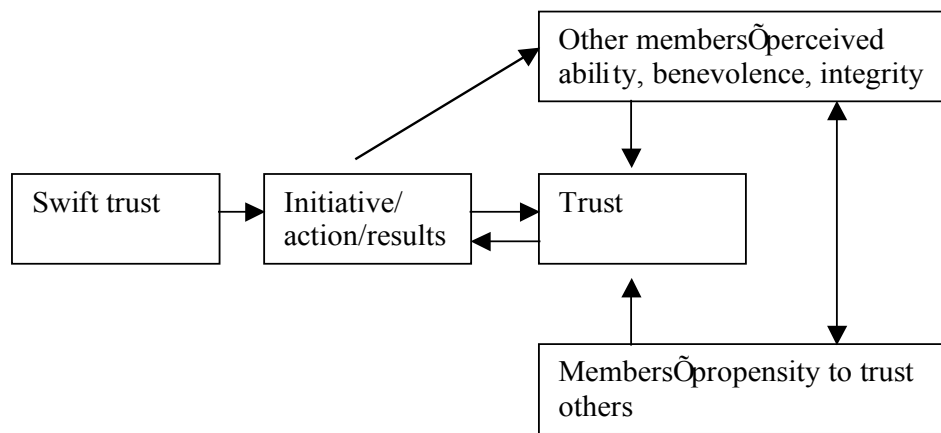 Other membersÕperceived
ability, benevolence, integrity
Swift trust
Initiative/
action/results
Trust
MembersÕpropensity to trust
others